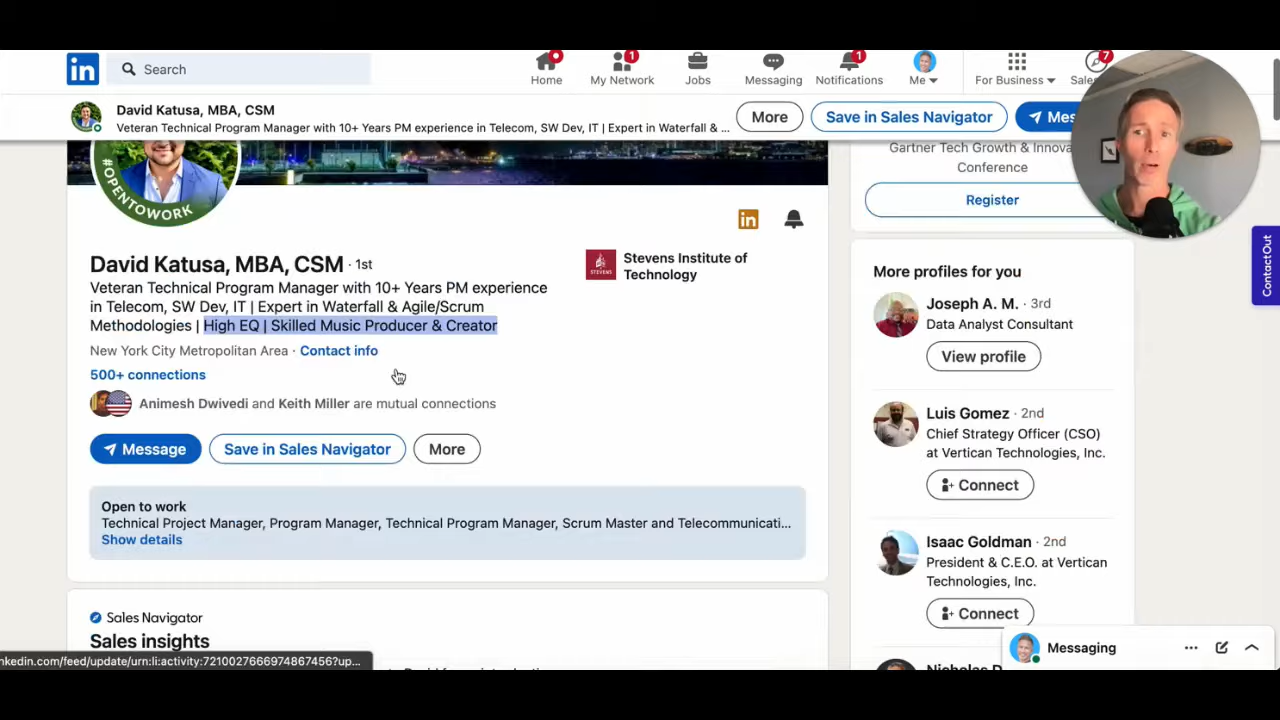 in
Search
1
1
7
Home
My Network
Jobs
Messaging
Notifications
Me
For Business
David Katusa, MBA, CSM
Veteran Technical Program Manager with 10+ Years PM experience in Telecom, SW Dev, IT | Expert in Waterfall & ...
More
Save in Sales Navigator
#OPENTOWORK
in
David Katusa, MBA, CSM · 1st
Veteran Technical Program Manager with 10+ Years PM experience
in Telecom, SW Dev, IT | Expert in Waterfall & Agile/Scrum
Methodologies | High EQ | Skilled Music Producer & Creator
New York City Metropolitan Area · Contact info
500+ connections
Animesh Dwivedi and Keith Miller are mutual connections
Message
Save in Sales Navigator
More
STEVENS
Stevens Institute of
Technology
Open to work
Technical Project Manager, Program Manager, Technical Program Manager, Scrum Master and Telecommunicati...
Show details
Sales Navigator
Sales insights
nkedin.com/feed/update/urn:li:activity:7210027666974867456?up...
Gartner Tech Growth & Innova
Conference
Register
ContactOut
More profiles for you
Joseph A. M. · 3rd
Data Analyst Consultant
View profile
Luis Gomez · 2nd
Chief Strategy Officer (CSO)
at Vertican Technologies, Inc.
Connect
Isaac Goldman · 2nd
President & C.E.O. at Vertican
Technologies, Inc.
Connect
Messaging